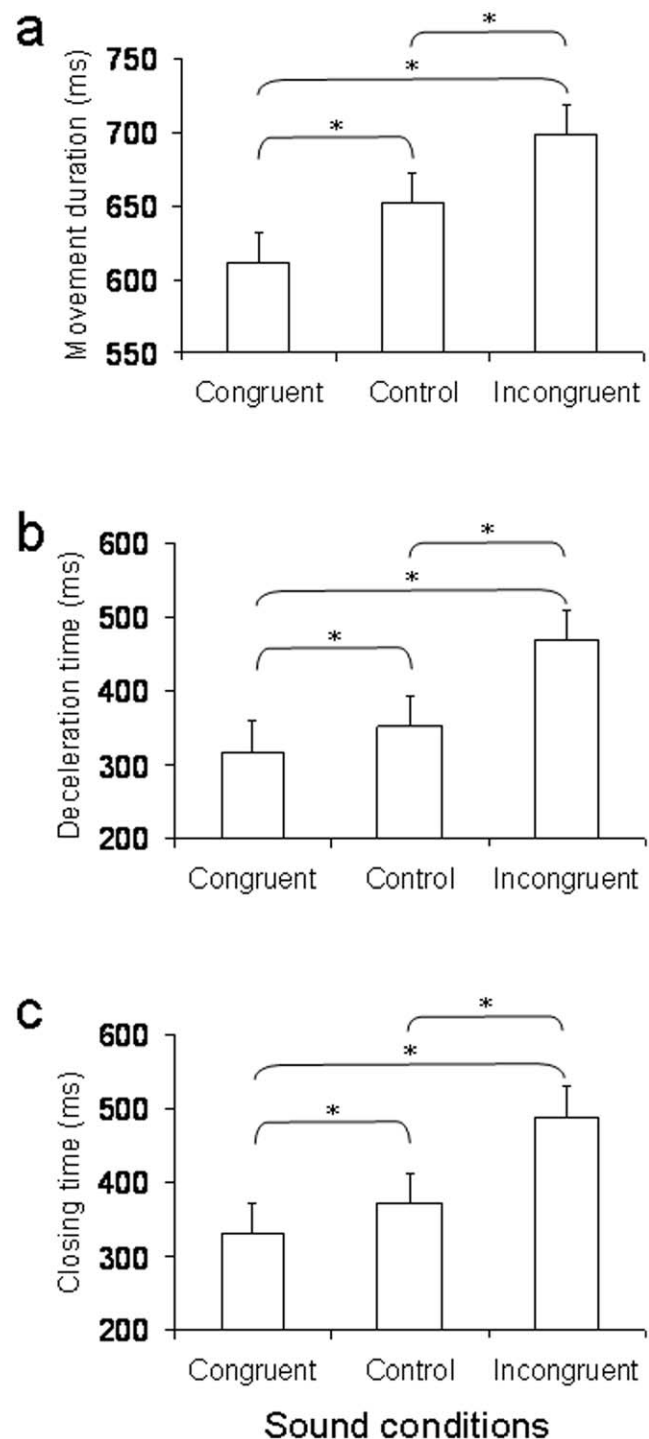 a
Movement duration (ms)
750
700
650
600
550
*
*
*
Congruent Control Incongruent
b
Deceleration time (ms)
600
500
400
300
200
*
*
*
Congruent Control Incongruent
c
Closing time (ms)
600
500
400
300
200
*
*
*
Congruent Control Incongruent
Sound conditions